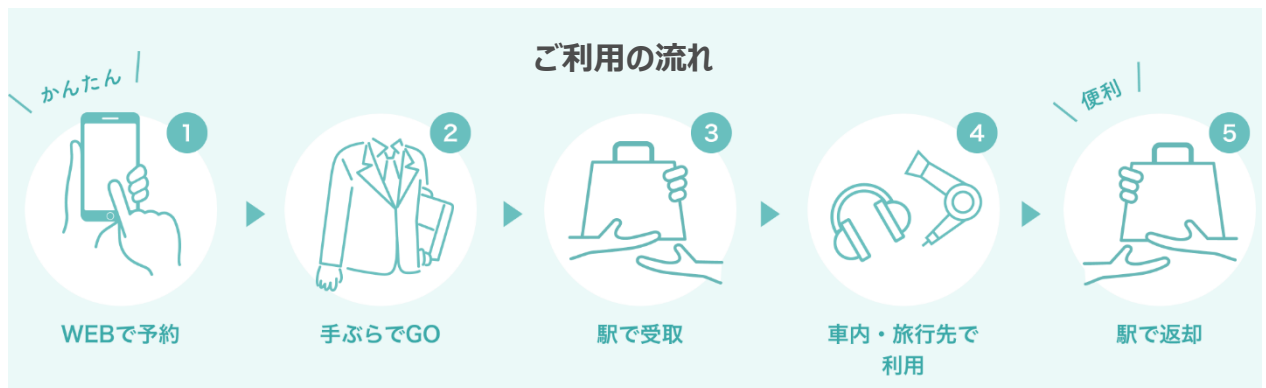 ご利用の流れ
かんたん
1
WEBで予約
2
手ぶらでGO
3
駅で受取
4
車内・旅行先で
利用
便利
5
駅で返却